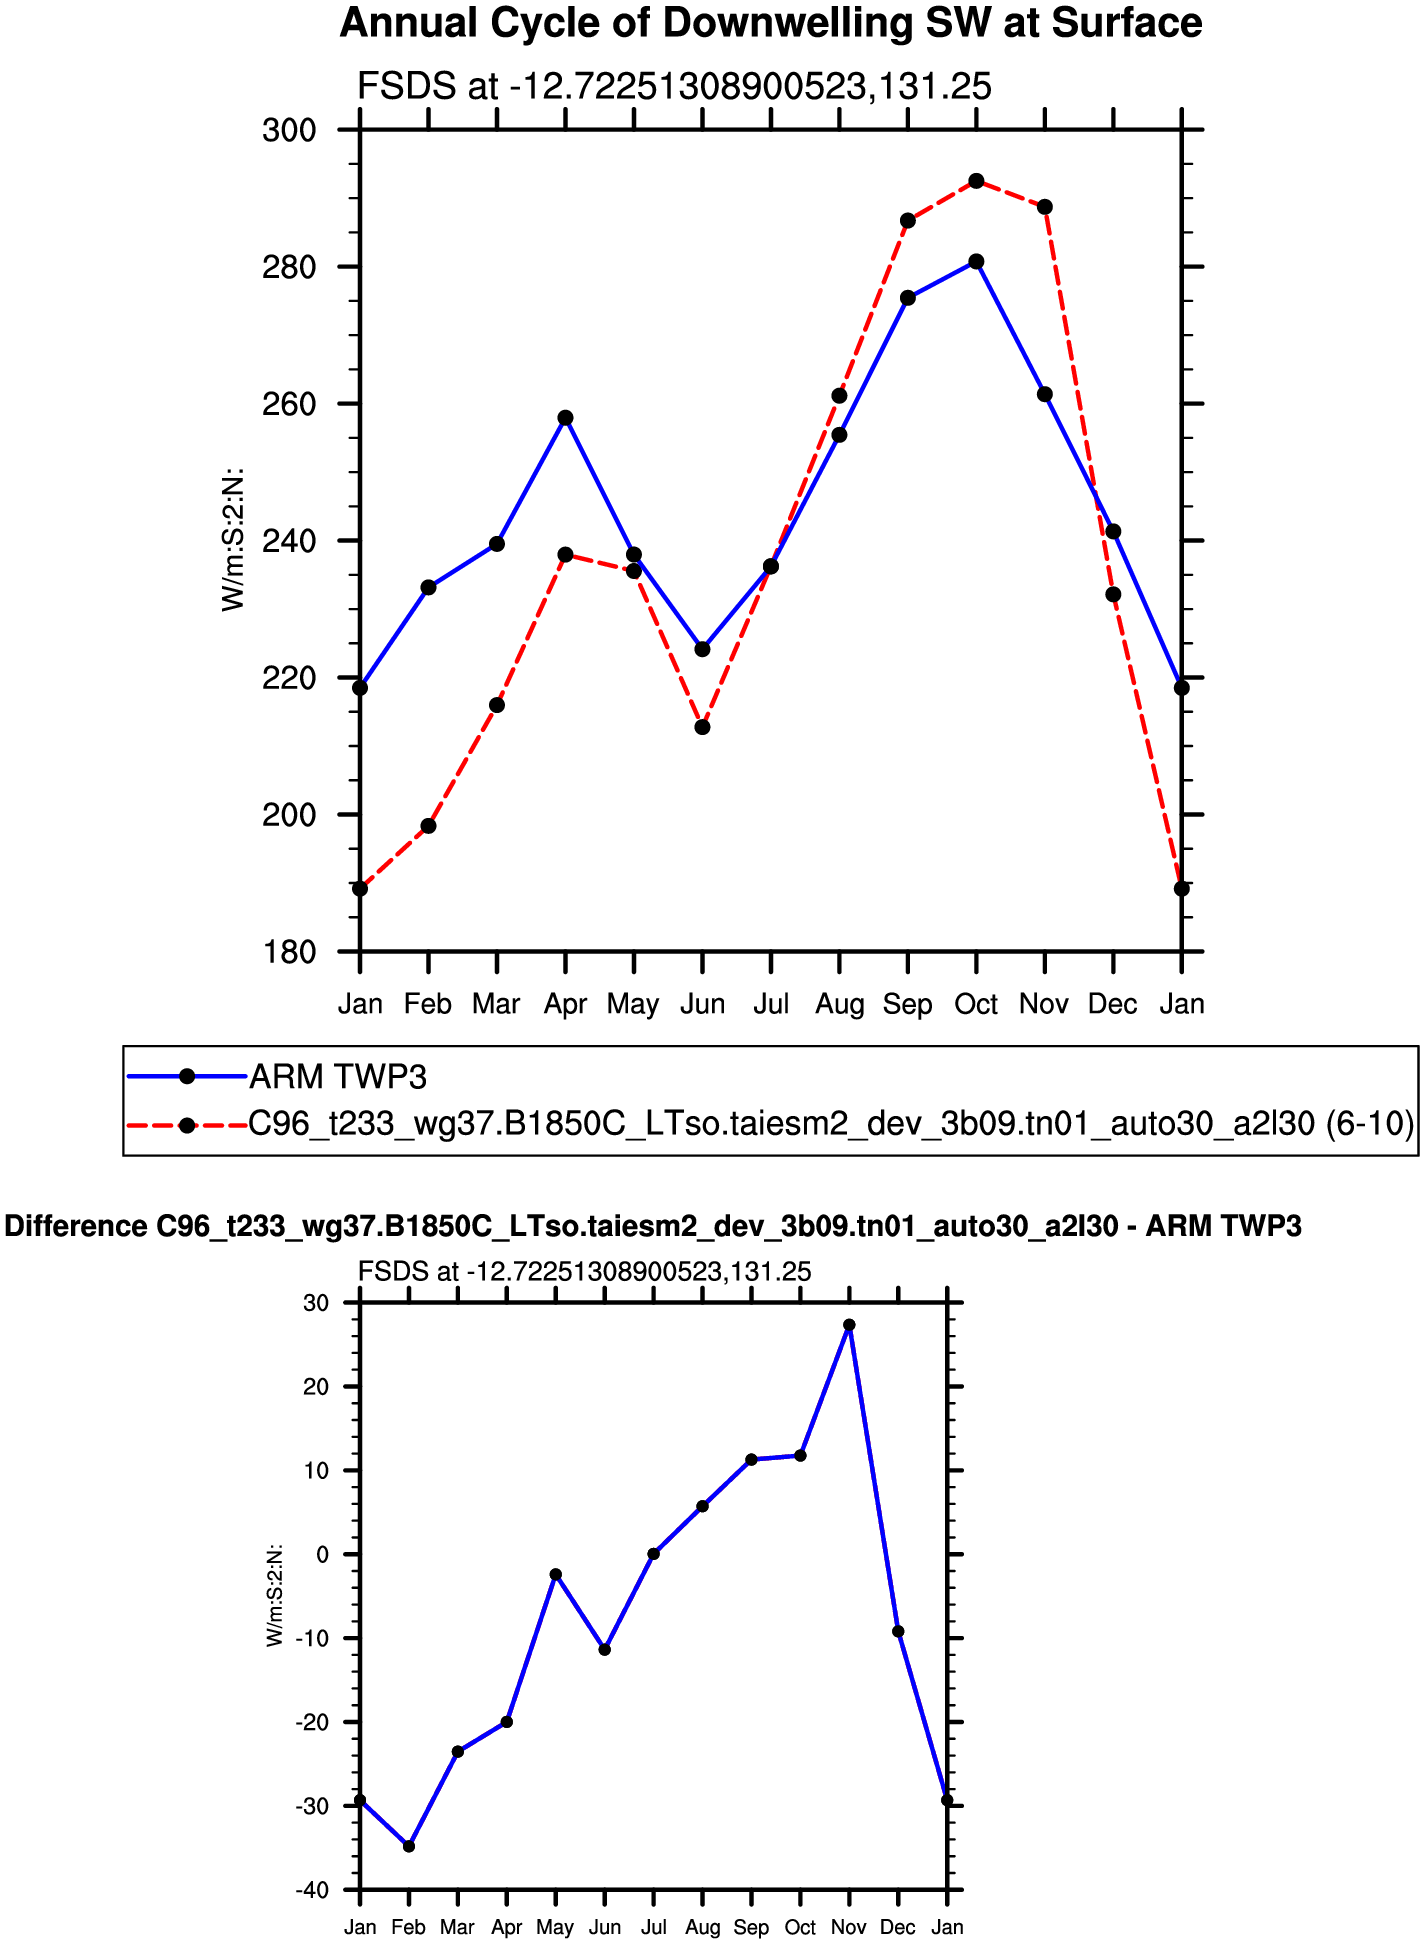 Annual Cycle of Downwelling SW at Surface
FSDS at -12.72251308900523,131.25
300
280
260
240
220
200
180
W/m:S:2:N:
Jan Feb Mar Apr May Jun Jul Aug Sep Oct Nov Dec Jan
ARM TWP3
C96_t233_wg37.B1850C_LTso.taiesm2_dev_3b09.tn01_auto30_a2l30 (6-10)
Difference C96_t233_wg37.B1850C_LTso.taiesm2_dev_3b09.tn01_auto30_a2l30 - ARM TWP3
FSDS at -12.72251308900523,131.25
30
20
10
0
-10
-20
-30
-40
W/m:S:2:N:
Jan Feb Mar Apr May Jun Jul Aug Sep Oct Nov Dec Jan